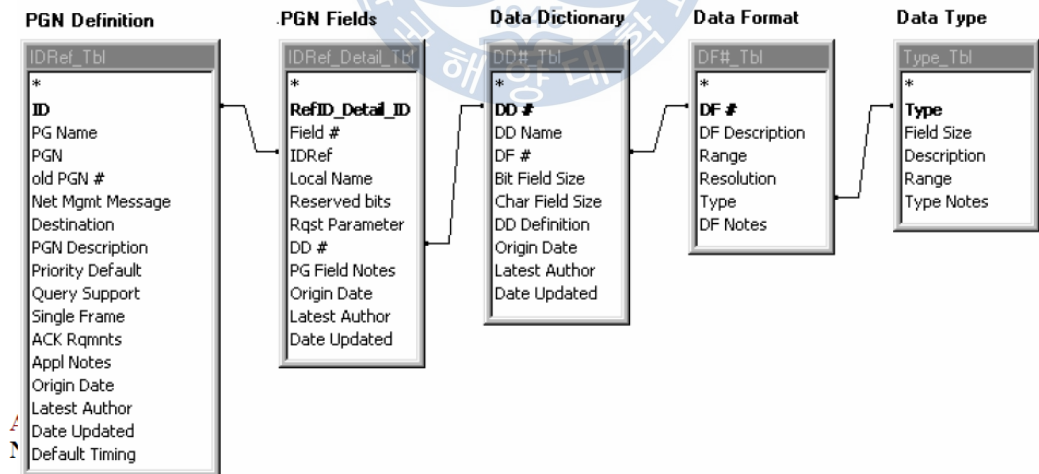 PGN Definition
IDRef_Tbl
*
ID
PG Name
PGN
old PGN #
Net Mgmt Message
Destination
PGN Description
Priority Default
Query Support
Single Frame
ACK Rqmnts
Appl Notes
Origin Date
Latest Author
Date Updated
Default Timing
.PGN Fields
IDRef_Detail_Tbl
*
RefID_Detail_ID
Field #
IDRef
Local Name
Reserved bits
Rqst Parameter
DD #
PG Field Notes
Origin Date
Latest Author
Date Updated
Data Dictionary
DD#_Tbl
*
DD #
DD Name
DF #
Bit Field Size
Char Field Size
DD Definition
Origin Date
Latest Author
Date Updated
Data Format
DF#_Tbl
*
DF #
DF Description
Range
Resolution
Type
DF Notes
Data Type
Type_Tbl
*
Type
Field Size
Description
Range
Type Notes
1945
해양대학